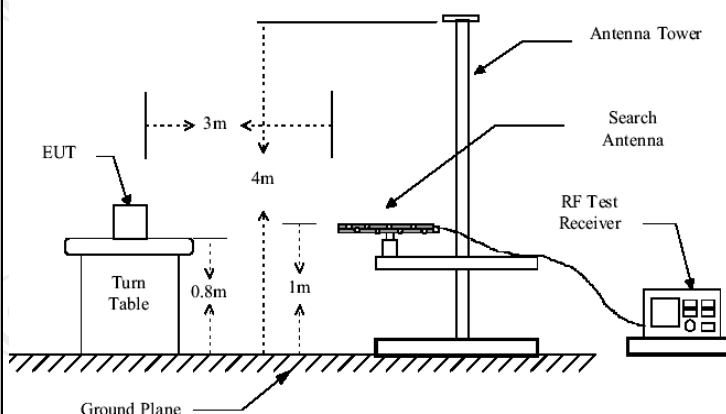 Antenna Tower
3m
Search
Antenna
EUT
4m
RF Test
Receiver
Turn
Table
0.8m
1m
Ground Plane